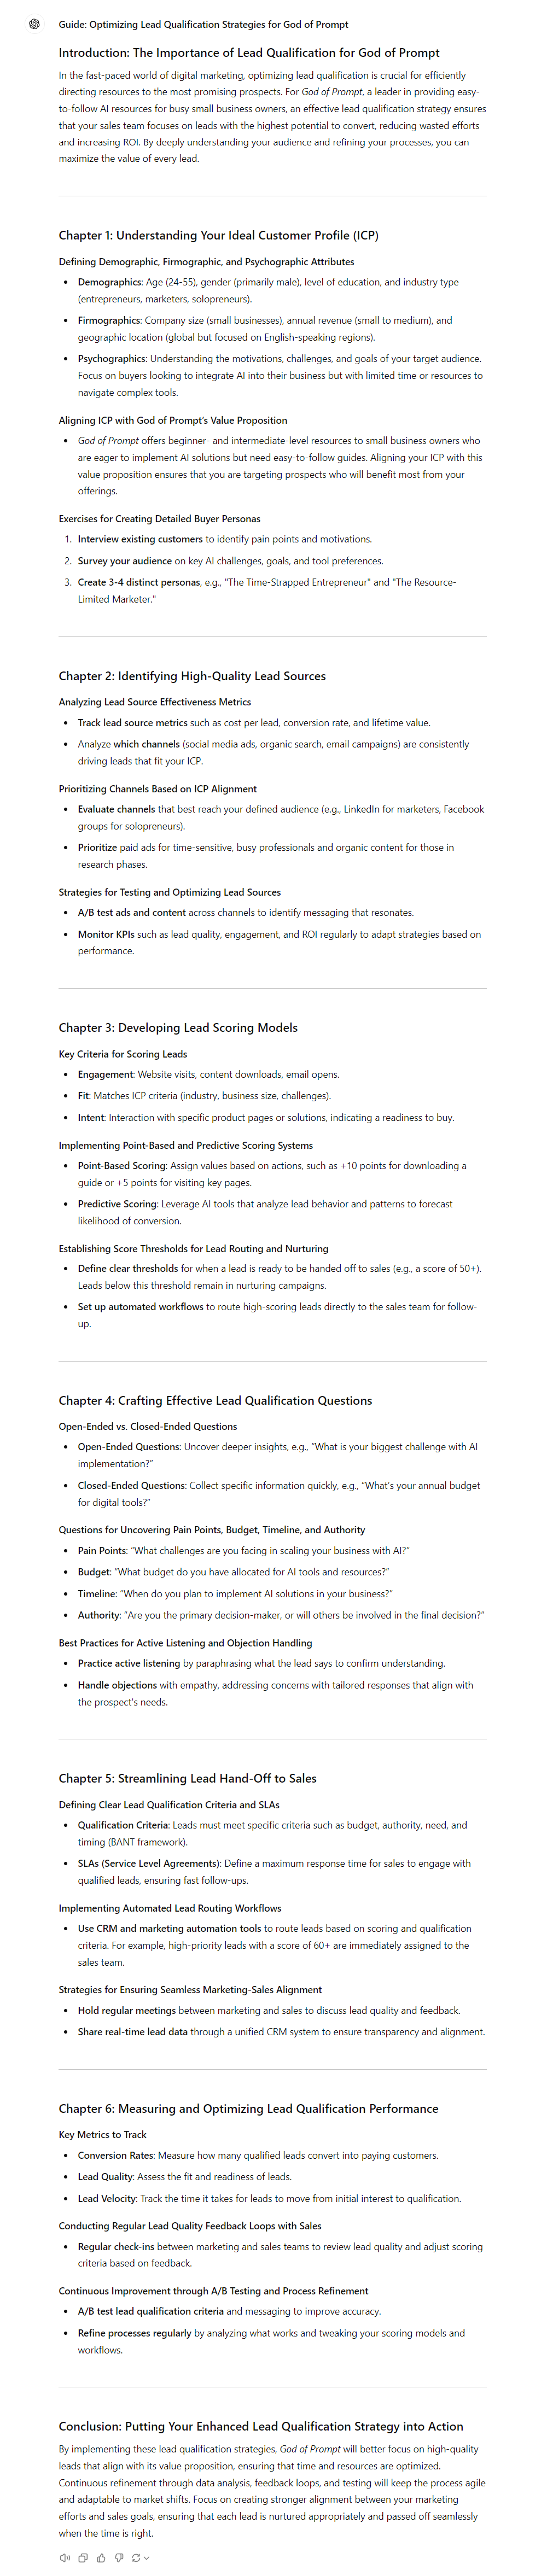 Guide: Optimizing Lead Qualification Strategies for God of Prompt
Introduction: The Importance of Lead Qualification for God of Prompt
In the fast-paced world of digital marketing, optimizing lead qualification is crucial for efficiently
directing resources to the most promising prospects. For God of Prompt, a leader in providing easy-
to-follow AI resources for busy small business owners, an effective lead qualification strategy ensures
that your sales team focuses on leads with the highest potential to convert, reducing wasted efforts
and increasing ROI. By deeply understanding your audience and refining your processes, you can
maximize the value of every lead.
Chapter 1: Understanding Your Ideal Customer Profile (ICP)
Defining Demographic, Firmographic, and Psychographic Attributes
• Demographics: Age (24-55), gender (primarily male), level of education, and industry type
(entrepreneurs, marketers, solopreneurs).
• Firmographics: Company size (small businesses), annual revenue (small to medium), and
geographic location (global but focused on English-speaking regions).
• Psychographics: Understanding the motivations, challenges, and goals of your target audience.
Focus on buyers looking to integrate AI into their business but with limited time or resources to
navigate complex tools.
Aligning ICP with God of Prompt's Value Proposition
• God of Prompt offers beginner- and intermediate-level resources to small business owners who
are eager to implement AI solutions but need easy-to-follow guides. Aligning your ICP with this
value proposition ensures that you are targeting prospects who will benefit most from your
offerings.
Exercises for Creating Detailed Buyer Personas
1. Interview existing customers to identify pain points and motivations.
2. Survey your audience on key AI challenges, goals, and tool preferences.
3. Create 3-4 distinct personas, e.g., "The Time-Strapped Entrepreneur" and "The Resource-
Limited Marketer."
Chapter 2: Identifying High-Quality Lead Sources
Analyzing Lead Source Effectiveness Metrics
• Track lead source metrics such as cost per lead, conversion rate, and lifetime value.
• Analyze which channels (social media ads, organic search, email campaigns) are consistently
driving leads that fit your ICP.
Prioritizing Channels Based on ICP Alignment
• Evaluate channels that best reach your defined audience (e.g., LinkedIn for marketers, Facebook
groups for solopreneurs).
• Prioritize paid ads for time-sensitive, busy professionals and organic content for those in
research phases.
Strategies for Testing and Optimizing Lead Sources
• A/B test ads and content across channels to identify messaging that resonates.
• Monitor KPIs such as lead quality, engagement, and ROI regularly to adapt strategies based on
performance.
Chapter 3: Developing Lead Scoring Models
Key Criteria for Scoring Leads
• Engagement: Website visits, content downloads, email opens.
• Fit: Matches ICP criteria (industry, business size, challenges).
• Intent: Interaction with specific product pages or solutions, indicating a readiness to buy.
Implementing Point-Based and Predictive Scoring Systems
• Point-Based Scoring: Assign values based on actions, such as +10 points for downloading a
guide or +5 points for visiting key pages.
• Predictive Scoring: Leverage AI tools that analyze lead behavior and patterns to forecast
likelihood of conversion.
Establishing Score Thresholds for Lead Routing and Nurturing
• Define clear thresholds for when a lead is ready to be handed off to sales (e.g., a score of 50+).
Leads below this threshold remain in nurturing campaigns.
• Set up automated workflows to route high-scoring leads directly to the sales team for follow-
up.
Chapter 4: Crafting Effective Lead Qualification Questions
Open-Ended vs. Closed-Ended Questions
• Open-Ended Questions: Uncover deeper insights, e.g., "What is your biggest challenge with AI
implementation?"
• Closed-Ended Questions: Collect specific information quickly, e.g., "What's your annual budget
for digital tools?"
Questions for Uncovering Pain Points, Budget, Timeline, and Authority
• Pain Points: "What challenges are you facing in scaling your business with AI?"
• Budget: "What budget do you have allocated for AI tools and resources?"
• Timeline: "When do you plan to implement AI solutions in your business?"
• Authority: "Are you the primary decision-maker, or will others be involved in the final decision?"
Best Practices for Active Listening and Objection Handling
• Practice active listening by paraphrasing what the lead says to confirm understanding.
• Handle objections with empathy, addressing concerns with tailored responses that align with
the prospect's needs.
Chapter 5: Streamlining Lead Hand-Off to Sales
Defining Clear Lead Qualification Criteria and SLAs
• Qualification Criteria: Leads must meet specific criteria such as budget, authority, need, and
timing (BANT framework).
• SLAs (Service Level Agreements): Define a maximum response time for sales to engage with
qualified leads, ensuring fast follow-ups.
Implementing Automated Lead Routing Workflows
• Use CRM and marketing automation tools to route leads based on scoring and qualification
criteria. For example, high-priority leads with a score of 60+ are immediately assigned to the
sales team.
Strategies for Ensuring Seamless Marketing-Sales Alignment
• Hold regular meetings between marketing and sales to discuss lead quality and feedback.
• Share real-time lead data through a unified CRM system to ensure transparency and alignment.
Chapter 6: Measuring and Optimizing Lead Qualification Performance
Key Metrics to Track
• Conversion Rates: Measure how many qualified leads convert into paying customers.
• Lead Quality: Assess the fit and readiness of leads.
• Lead Velocity: Track the time it takes for leads to move from initial interest to qualification.
Conducting Regular Lead Quality Feedback Loops with Sales
• Regular check-ins between marketing and sales teams to review lead quality and adjust scoring
criteria based on feedback.
Continuous Improvement through A/B Testing and Process Refinement
• A/B test lead qualification criteria and messaging to improve accuracy.
• Refine processes regularly by analyzing what works and tweaking your scoring models and
workflows.
Conclusion: Putting Your Enhanced Lead Qualification Strategy into Action
By implementing these lead qualification strategies, God of Prompt will better focus on high-quality
leads that align with its value proposition, ensuring that time and resources are optimized.
Continuous refinement through data analysis, feedback loops, and testing will keep the process agile
and adaptable to market shifts. Focus on creating stronger alignment between your marketing
efforts and sales goals, ensuring that each lead is nurtured appropriately and passed off seamlessly
when the time is right.